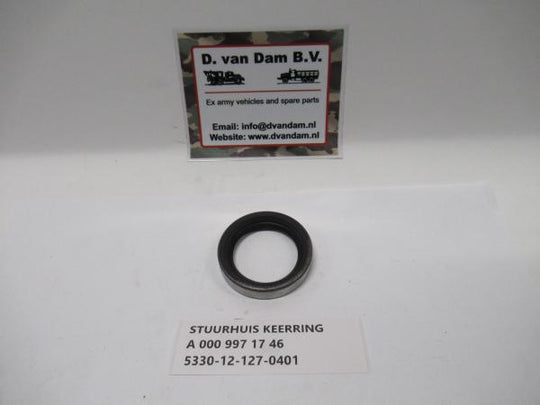 D. van Dam B.V.
Ex army vehicles and spare parts
Email: info@dvandam.nl
Website: www.dvandam.nl
STUURHUIS KEERRING
A 000 997 17 46
5330-12-127-0401